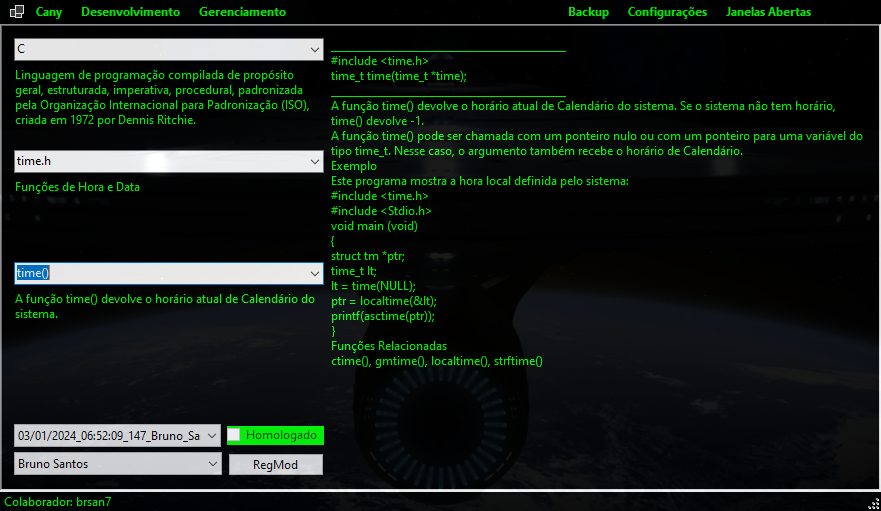 Cany Desenvolvimento Gerenciamento Backup Configurações Janelas Abertas
C
Linguagem de programação compilada de propósito
geral, estruturada, imperativa, procedural, padronizada
pela Organização Internacional para Padronização (ISO),
criada em 1972 por Dennis Ritchie.
time.h
Funções de Hora e Data
time()
A função time() devolve o horário atual de Calendário do
sistema.
03/01/2024_06:52:09_147_Bruno_Sa
Homologado
Bruno Santos
RegMod
#include <time.h>
time_t time(time_t *time);
A função time() devolve o horário atual de Calendário do sistema. Se o sistema não tem horário,
time() devolve -1.
A função time() pode ser chamada com um ponteiro nulo ou com um ponteiro para uma variável do
tipo time_t. Nesse caso, o argumento também recebe o horário de Calendário.
Exemplo
Este programa mostra a hora local definida pelo sistema:
#include <time.h>
#include <Stdio.h>
void main (void)
{
struct tm *ptr;
time_t lt;
lt = time(NULL);
ptr = localtime(&lt);
printf(asctime(ptr));
}
Funções Relacionadas
ctime(), gmtime(), localtime(), strftime()
Colaborador: brsan7